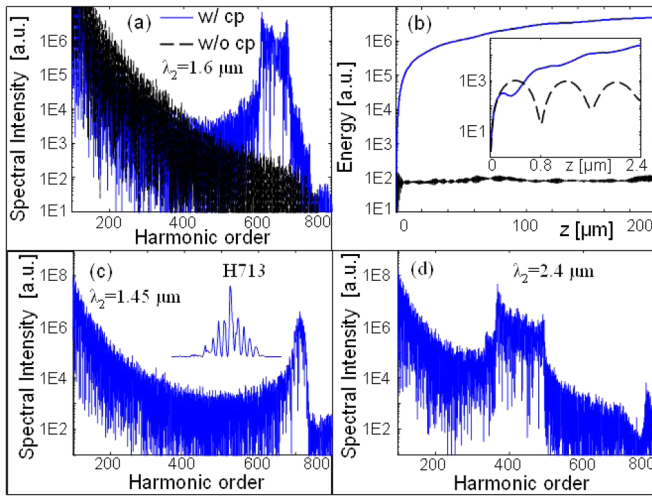 (a)
w/ cp
w/o cp
λ2=1.6 µm
1E6
1E5
1E4
1E3
1E2
1E1
Spectral Intensity [a.u.]
200
400
600
800
Harmonic order
(b)
1E6
1E5
1E4
1E3
1E2
1E1
Energy [a.u.]
1E3
1E1
0
0.8
z [µm]
2.4
0
100
200
z [µm]
(c)
λ2=1.45 µm
H713
1E8
1E6
1E4
1E2
Spectral Intensity [a.u.]
200
400
600
800
Harmonic order
(d)
λ2=2.4 µm
1E8
1E6
1E4
1E2
Spectral Intensity [a.u.]
200
400
600
800
Harmonic order